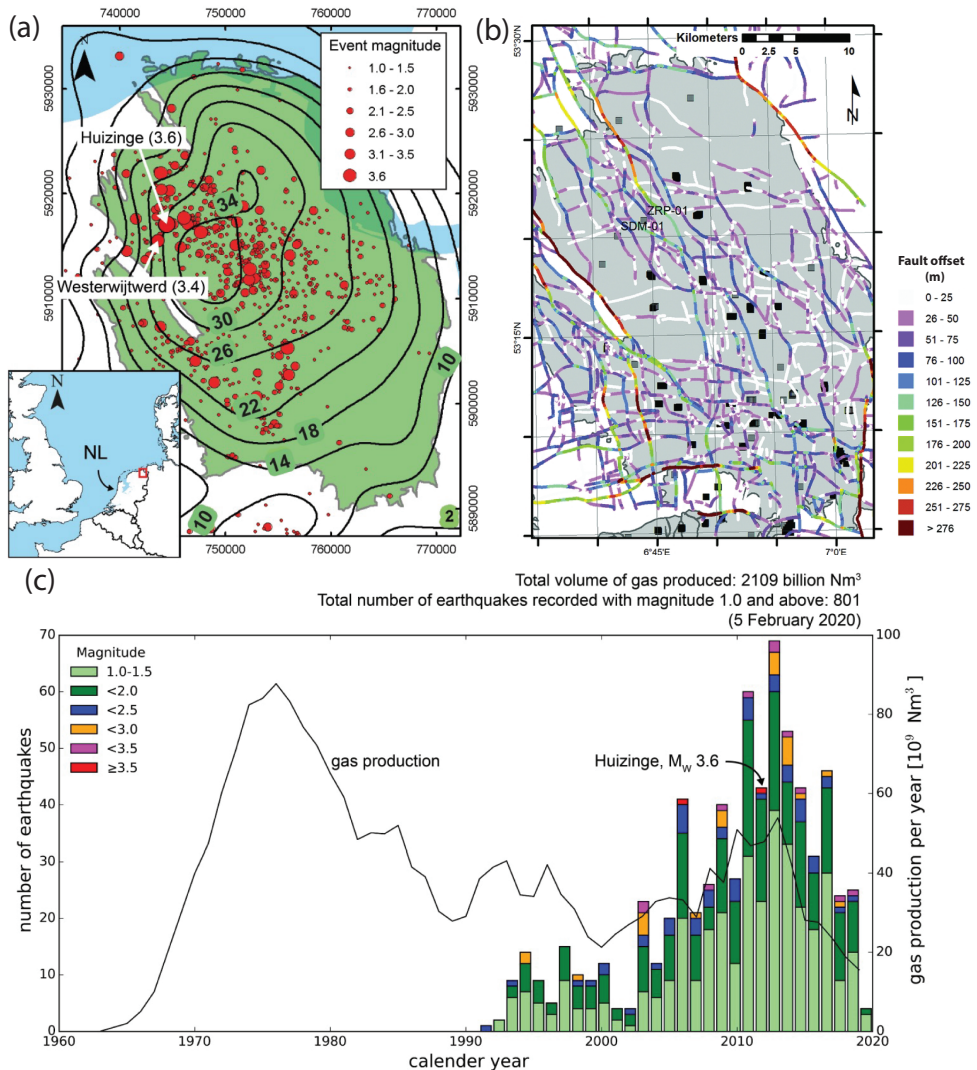 (a)
740000
750000
760000
770000
N
5930000
5920000
5910000
5900000
5890000
Event magnitude
1.0 - 1.5
1.6 - 2.0
2.1 - 2.5
2.6 - 3.0
3.1 - 3.5
3.6
Huizinge (3.6)
Westerwijtwerd (3.4)
34
30
26
22
18
14
10
10
2
N
NL
750000
760000
770000
(b)
Kilometers
0 2.5 5 10
N
53°30'N
53°15'N
ZRP-01
SDM-01
6°45'E
7°0'E
Fault offset
(m)
0 - 25
26 - 50
51 - 75
76 - 100
101 - 125
126 - 150
151 - 175
176 - 200
201 - 225
226 - 250
251 - 275
> 276
(c)
Total volume of gas produced: 2109 billion Nm³
Total number of earthquakes recorded with magnitude 1.0 and above: 801
(5 February 2020)
Magnitude
1.0-1.5
<2.0
<2.5
<3.0
<3.5
≥3.5
gas production
Huizinge, M_W 3.6
number of earthquakes
70
60
50
40
30
20
10
0
gas production per year [10⁹ Nm³]
100
80
60
40
20
0
1960 1970 1980 1990 2000 2010 2020
calender year